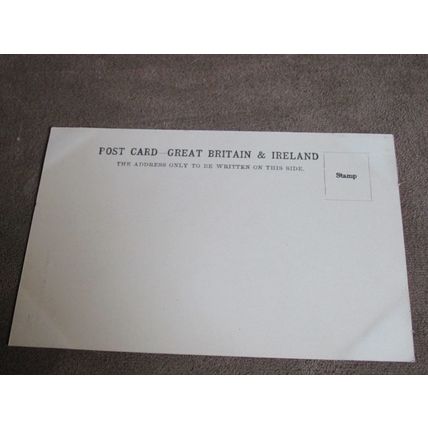 POST CARD—GREAT BRITAIN & IRELAND
THE ADDRESS ONLY TO BE WRITTEN ON THIS SIDE.
Stamp